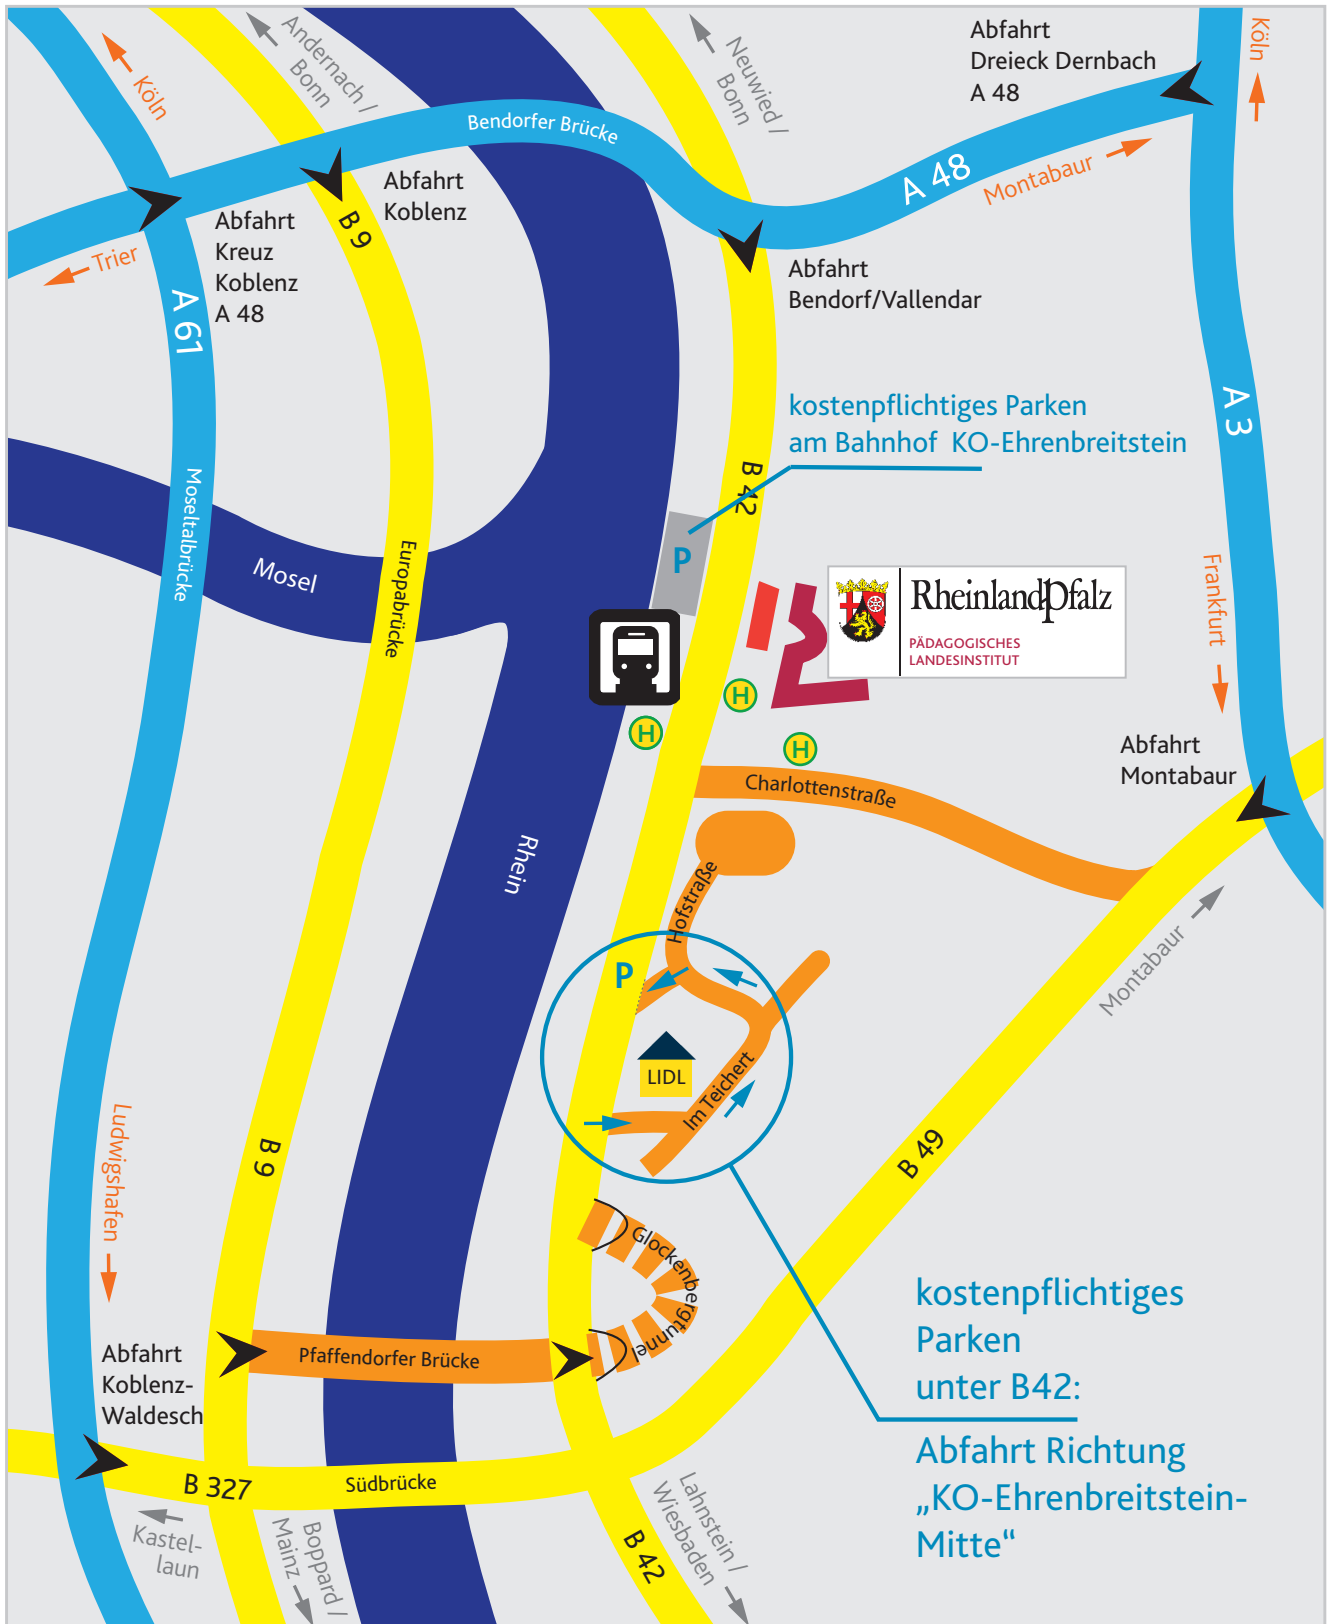 Andernach /
Bonn
Neuwied /
Bonn
Abfahrt
Dreieck Dernbach
A 48
Köln
Köln
Bendorfer Brücke
A 48
Montabaur
Abfahrt
Koblenz
B 9
Abfahrt
Kreuz
Koblenz
A 48
Trier
A 61
Abfahrt
Bendorf/Vallendar
kostenpflichtiges Parken
am Bahnhof KO-Ehrenbreitstein
A 3
B 42
Moseltalbrücke
Mosel
Europabrücke
P
RheinlandPfalz
PÄDAGOGISCHES
LANDESINSTITUT
Frankfurt
H
H
H
Abfahrt
Montabaur
Charlottenstraße
Rhein
Hofstraße
P
Montabaur
LIDL
Im Teichert
Ludwigshafen
B 9
B 49
Glockenbergtunnel
kostenpflichtiges
Parken
unter B42:
Abfahrt Richtung
„KO-Ehrenbreitstein-
Mitte“
Abfahrt
Koblenz-
Waldesch
Pfaffendorfer Brücke
B 327
Südbrücke
Kastel-
laun
Boppard /
Mainz
B 42
Lahnstein /
Wiesbaden